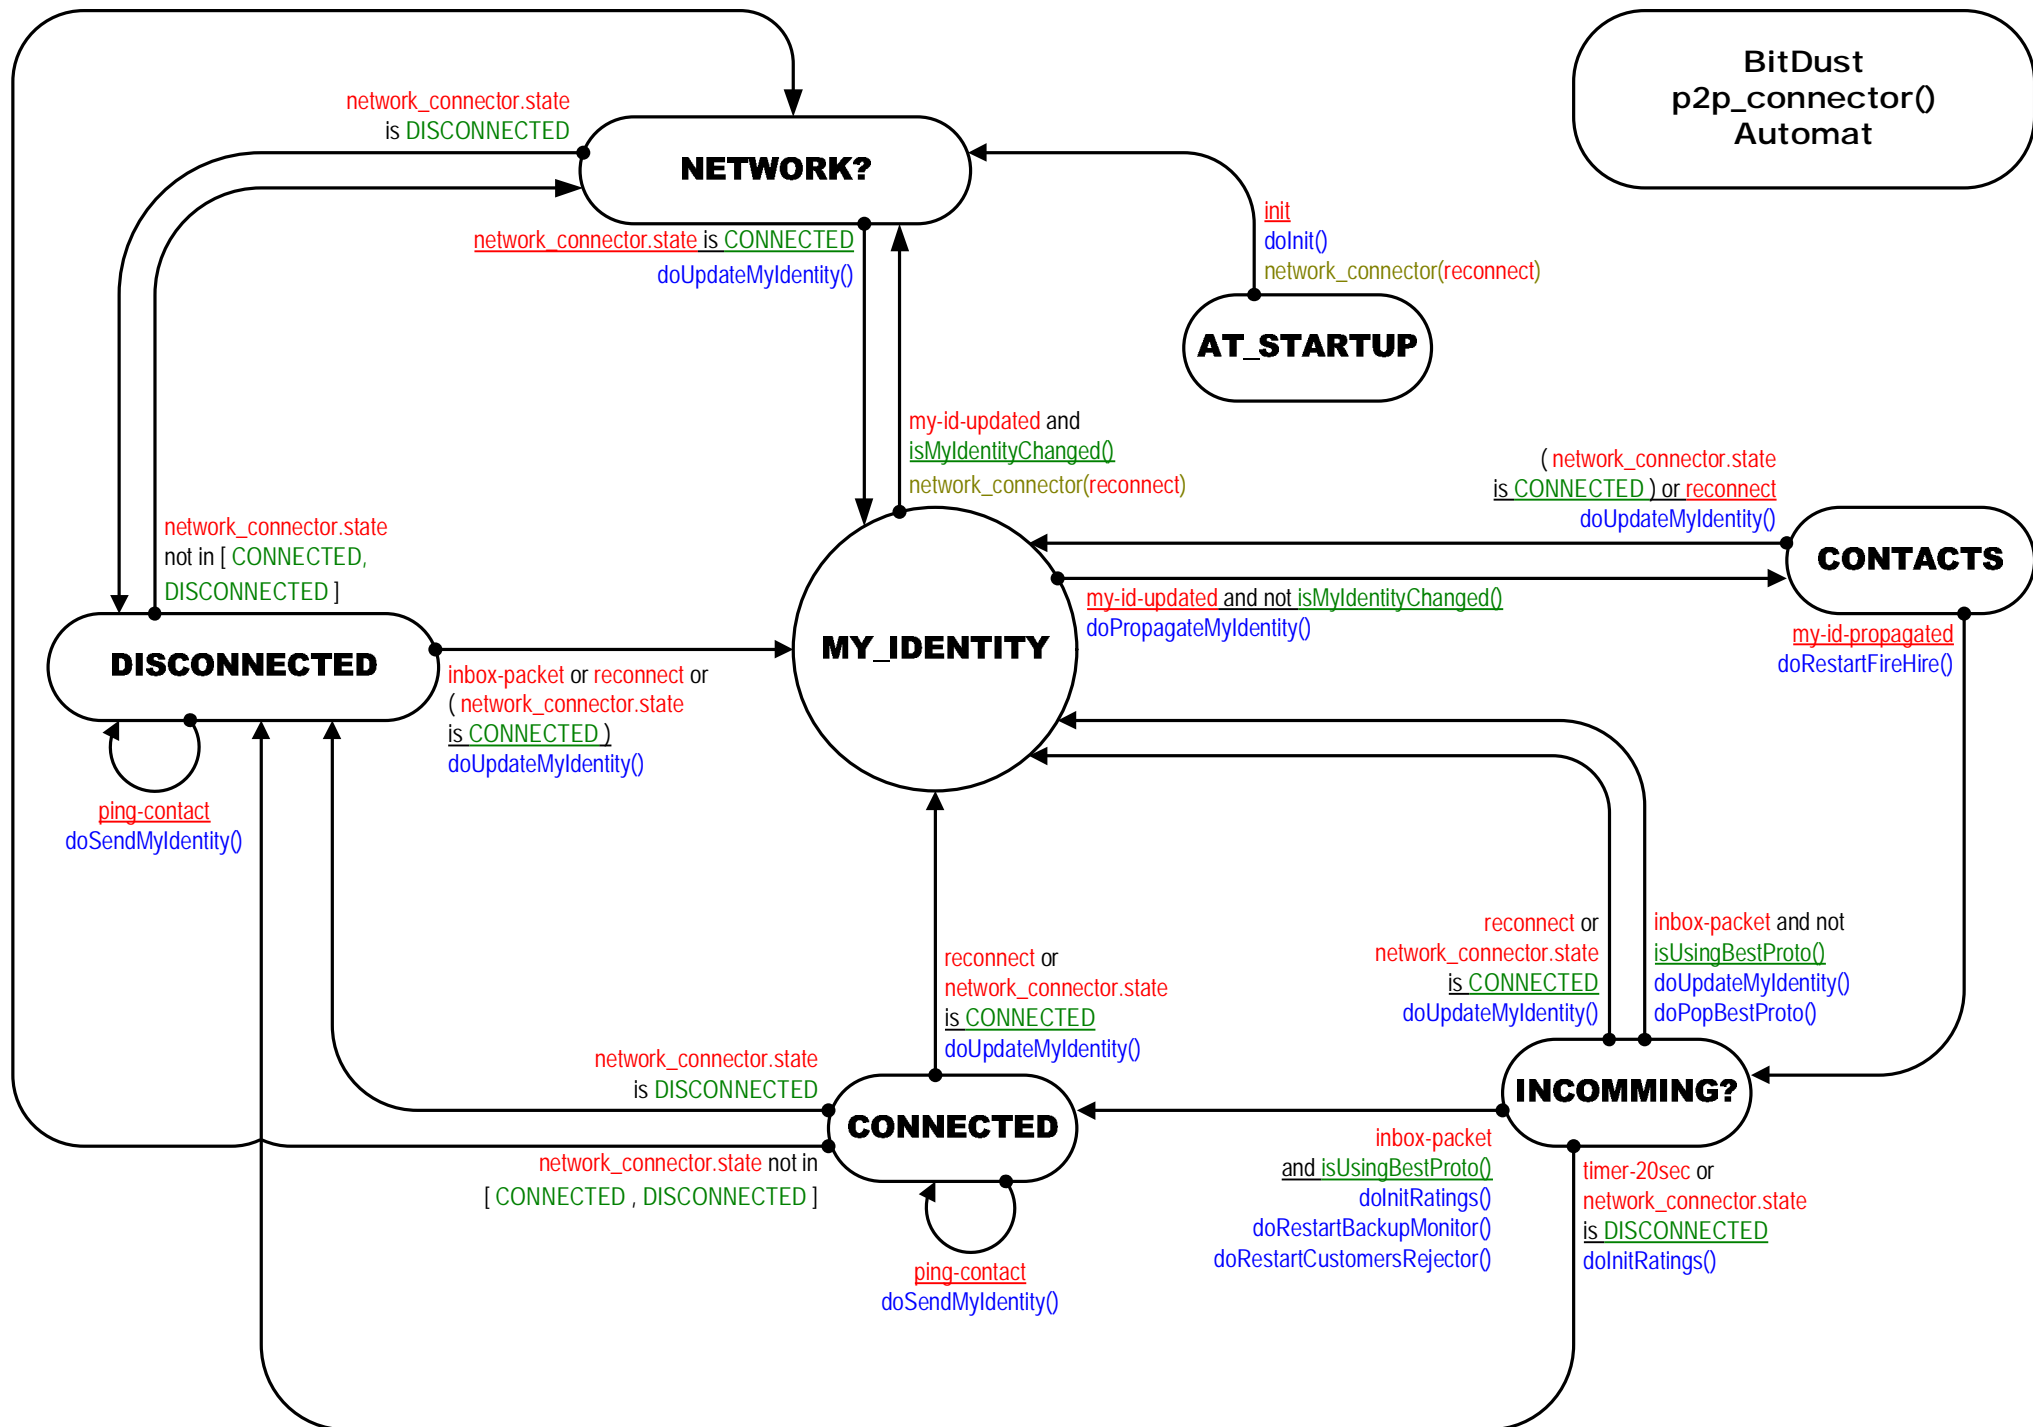 BitDust
p2p_connector()
Automat
network_connector.state
is DISCONNECTED
NETWORK?
init
doInit()
network_connector(reconnect)
network_connector.state is CONNECTED
doUpdateMyIdentity()
AT_STARTUP
my-id-updated and
isMyIdentityChanged()
network_connector(reconnect)
( network_connector.state
is CONNECTED ) or reconnect
doUpdateMyIdentity()
network_connector.state
not in [ CONNECTED,
DISCONNECTED ]
CONTACTS
my-id-updated and not isMyIdentityChanged()
doPropagateMyIdentity()
MY_IDENTITY
my-id-propagated
doRestartFireHire()
DISCONNECTED
inbox-packet or reconnect or
( network_connector.state
is CONNECTED )
doUpdateMyIdentity()
ping-contact
doSendMyIdentity()
reconnect or
network_connector.state
is CONNECTED
doUpdateMyIdentity()
reconnect or
network_connector.state
is CONNECTED
doUpdateMyIdentity()
inbox-packet and not
isUsingBestProto()
doUpdateMyIdentity()
doPopBestProto()
network_connector.state
is DISCONNECTED
CONNECTED
INCOMMING?
network_connector.state not in
[ CONNECTED , DISCONNECTED ]
inbox-packet
and isUsingBestProto()
doInitRatings()
doRestartBackupMonitor()
doRestartCustomersRejector()
timer-20sec or
network_connector.state
is DISCONNECTED
doInitRatings()
ping-contact
doSendMyIdentity()